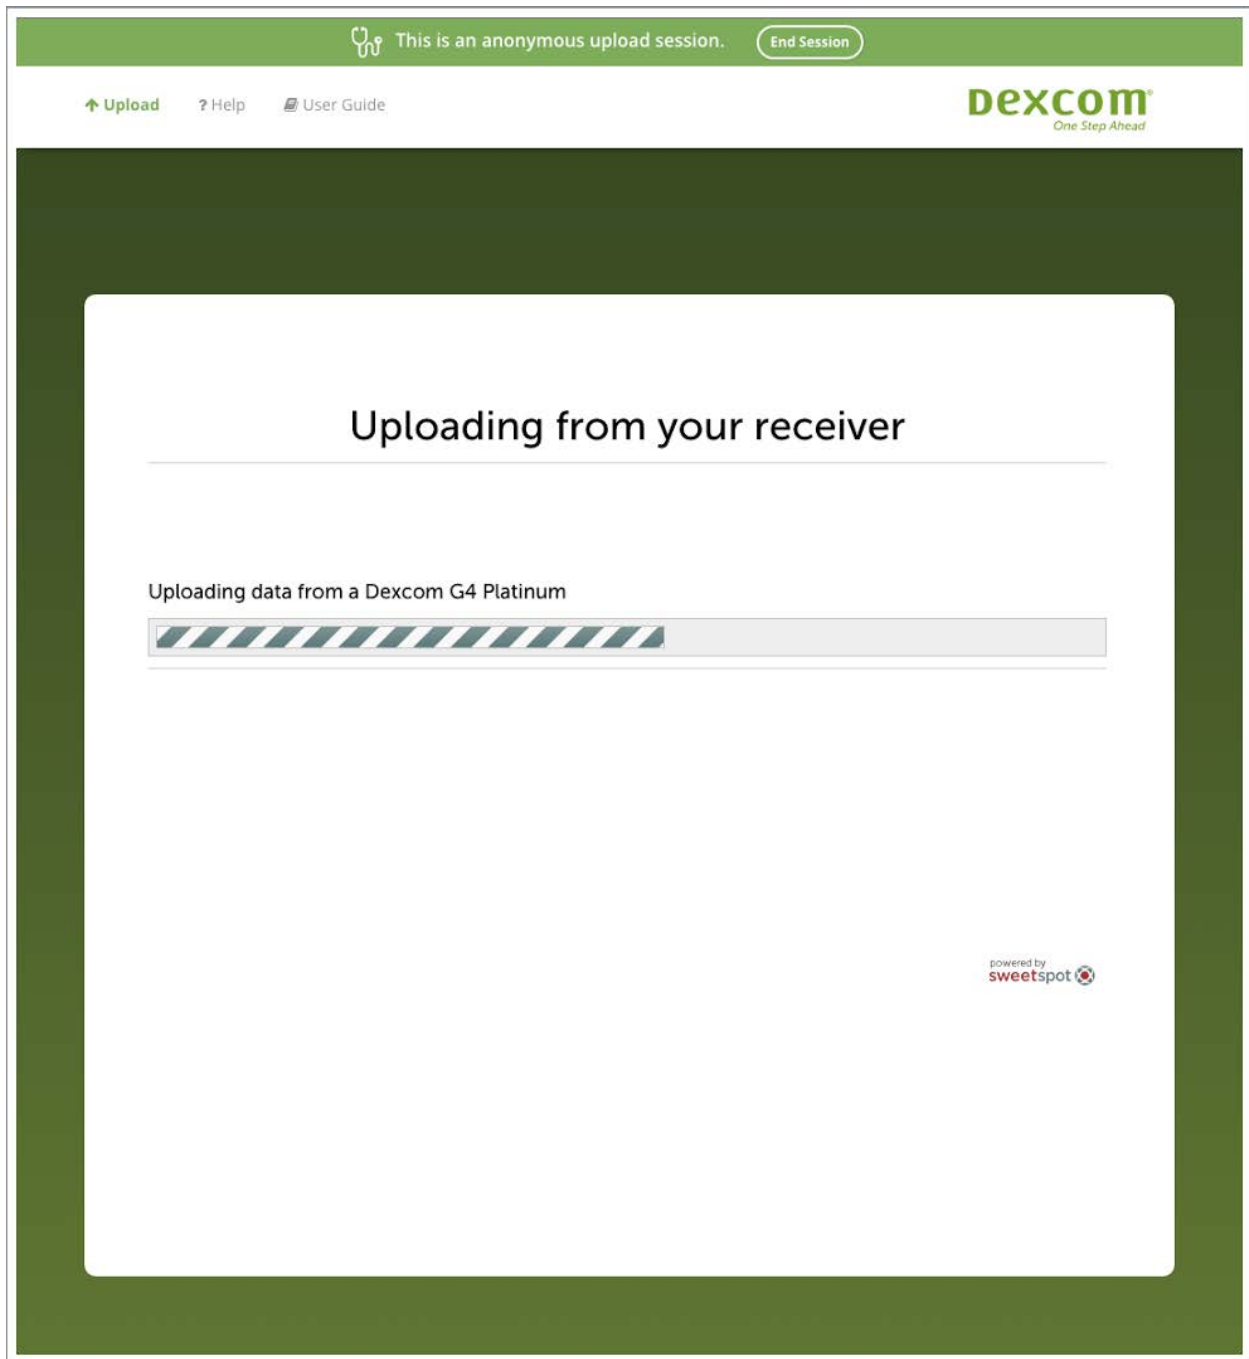 This is an anonymous upload session. End Session
Upload ? Help User Guide
Dexcom®
One Step Ahead
Uploading from your receiver
Uploading data from a Dexcom G4 Platinum
powered by
sweetspot